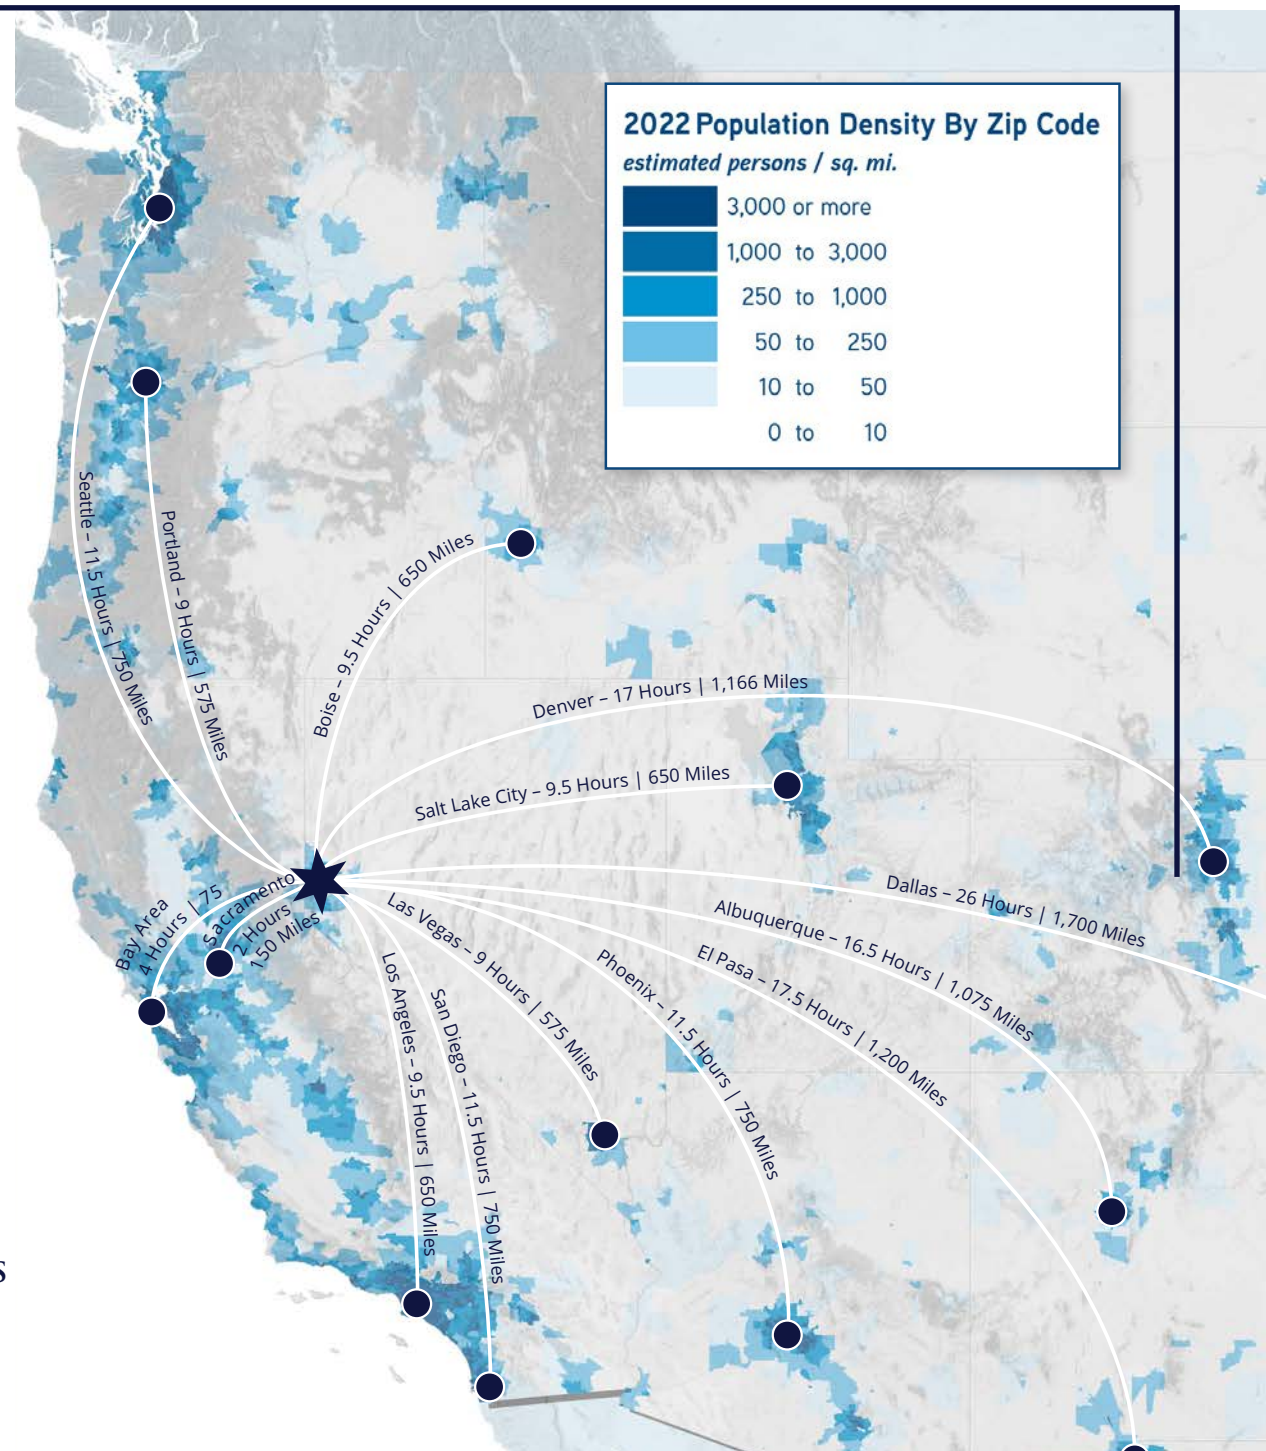 2022 Population Density By Zip Code
estimated persons / sq. mi.
3,000 or more
1,000 to 3,000
250 to 1,000
50 to 250
10 to 50
0 to 10
Seattle – 11.5 Hours | 750 Miles
Portland – 9 Hours | 575 Miles
Boise – 9.5 Hours | 650 Miles
Denver – 17 Hours | 1,166 Miles
Salt Lake City – 9.5 Hours | 650 Miles
Dallas – 26 Hours | 1,700 Miles
Albuquerque – 16.5 Hours | 1,075 Miles
El Pasa – 17.5 Hours | 1,200 Miles
Phoenix – 11.5 Hours | 750 Miles
Las Vegas – 9 Hours | 575 Miles
San Diego – 11.5 Hours | 750 Miles
Los Angeles – 9.5 Hours | 650 Miles
Sacramento
2 Hours
150 Miles
Bay Area
4 Hours | 75
s